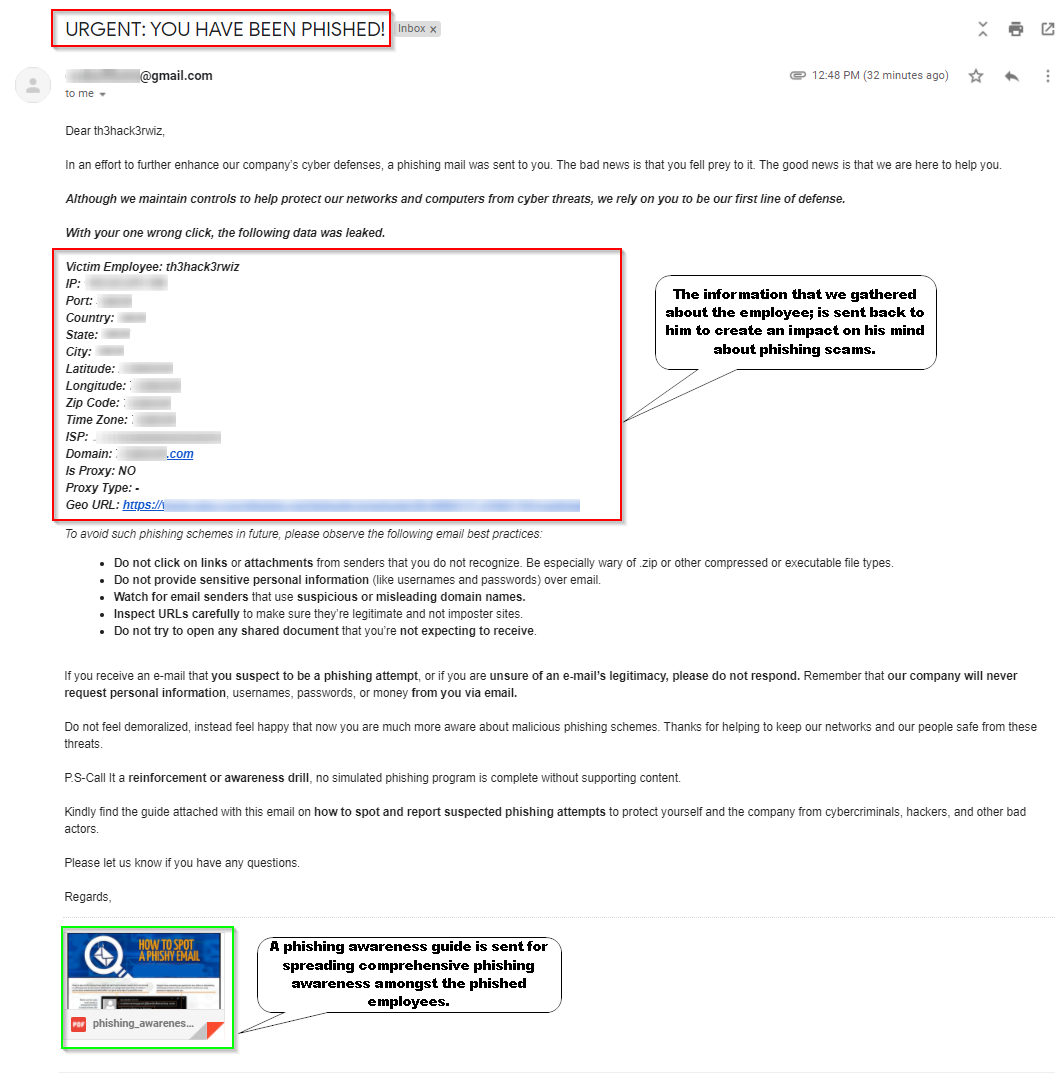 URGENT: YOU HAVE BEEN PHISHED!
Inbox x
@gmail.com
12:48 PM (32 minutes ago)
to me
Dear th3hack3rwiz,
In an effort to further enhance our company's cyber defenses, a phishing mail was sent to you. The bad news is that you fell prey to it. The good news is that we are here to help you.
Although we maintain controls to help protect our networks and computers from cyber threats, we rely on you to be our first line of defense.
With your one wrong click, the following data was leaked.
Victim Employee: th3hack3rwiz
IP:
Port:
Country:
State:
City:
Latitude:
Longitude:
Zip Code:
Time Zone:
ISP:
Domain: .com
Is Proxy: NO
Proxy Type: -
Geo URL: https://
The information that we gathered
about the employee; is sent back to
him to create an impact on his mind
about phishing scams.
To avoid such phishing schemes in future, please observe the following email best practices:
• Do not click on links or attachments from senders that you do not recognize. Be especially wary of .zip or other compressed or executable file types.
• Do not provide sensitive personal information (like usernames and passwords) over email.
• Watch for email senders that use suspicious or misleading domain names.
• Inspect URLs carefully to make sure they're legitimate and not imposter sites.
• Do not try to open any shared document that you're not expecting to receive.
If you receive an e-mail that you suspect to be a phishing attempt, or if you are unsure of an e-mail's legitimacy, please do not respond. Remember that our company will never
request personal information, usernames, passwords, or money from you via email.
Do not feel demoralized, instead feel happy that now you are much more aware about malicious phishing schemes. Thanks for helping to keep our networks and our people safe from these
threats.
P.S-Call It a reinforcement or awareness drill, no simulated phishing program is complete without supporting content.
Kindly find the guide attached with this email on how to spot and report suspected phishing attempts to protect yourself and the company from cybercriminals, hackers, and other bad
actors.
Please let us know if you have any questions.
Regards,
HOW TO SPOT
A PHISHY EMAIL
PDF phishing_awarenes...
A phishing awareness guide is sent for
spreading comprehensive phishing
awareness amongst the phished
employees.